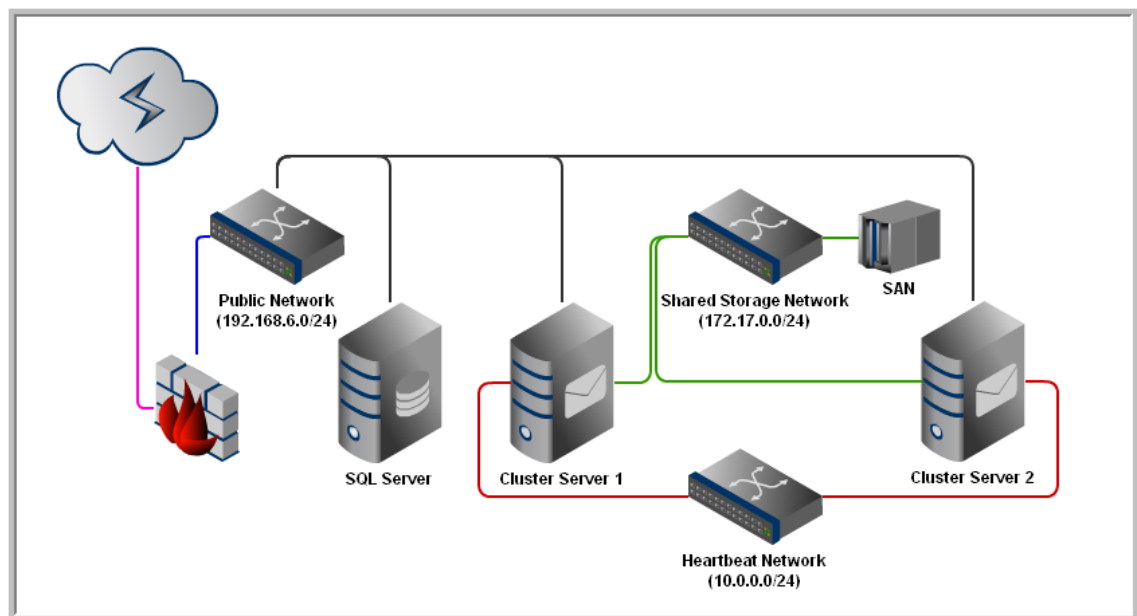 Public Network
(192.168.6.0/24)
Shared Storage Network
(172.17.0.0/24)
SAN
SQL Server
Cluster Server 1
Cluster Server 2
Heartbeat Network
(10.0.0.0/24)